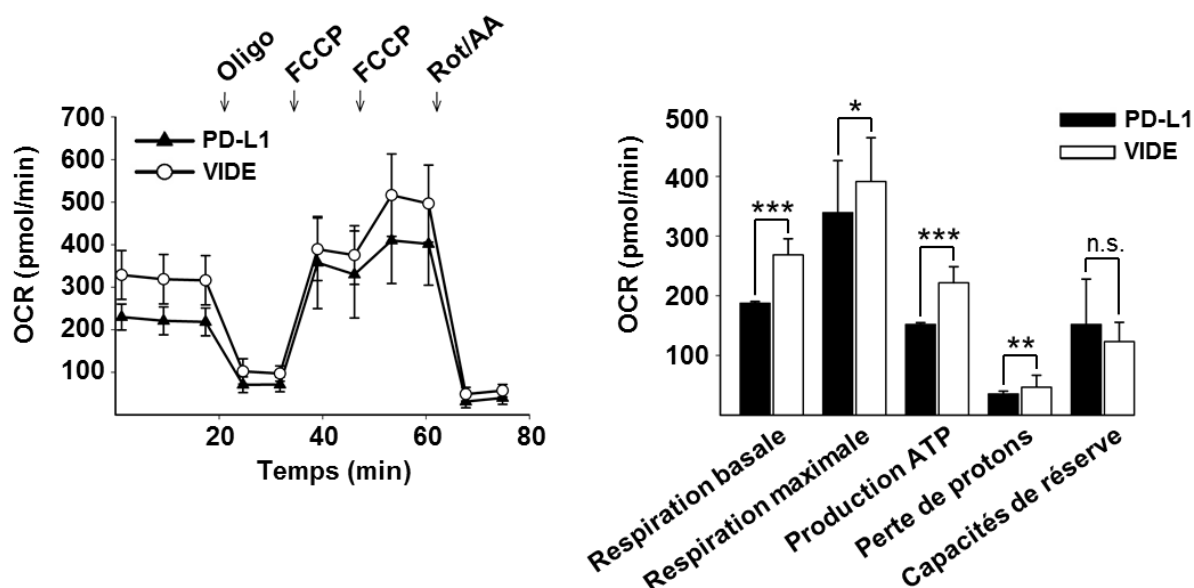 Oligo
FCCP
FCCP
Rot/AA
700
600
500
400
300
200
100
PD-L1
VIDE
OCR (pmol/min)
20
40
60
80
Temps (min)
500
400
300
200
100
OCR (pmol/min)
PD-L1
VIDE
***
*
***
**
n.s.
Respiration basale
Respiration maximale
Production ATP
Perte de protons
Capacités de réserve